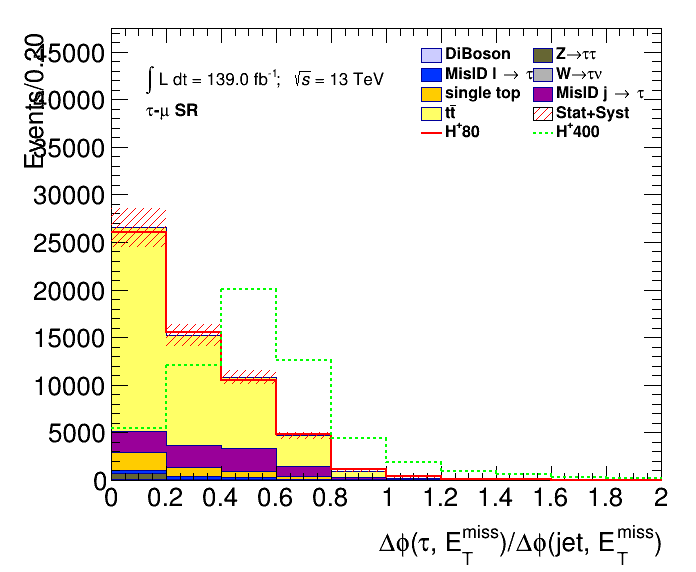 Events/0.20
45000
40000
35000
30000
25000
20000
15000
10000
5000
0
∫ L dt = 139.0 fb⁻¹; √s = 13 TeV
τ-μ SR
DiBoson
Z→ττ
MisID l → τ
W→τν
single top
MisID j → τ
tt̄
Stat+Syst
H⁺80
H⁺400
0 0.2 0.4 0.6 0.8 1 1.2 1.4 1.6 1.8 2
Δϕ(τ, E_T^miss)/Δϕ(jet, E_T^miss)